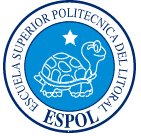 ESCUELA SUPERIOR POLITECNICA DEL LITORAL
ESPOL